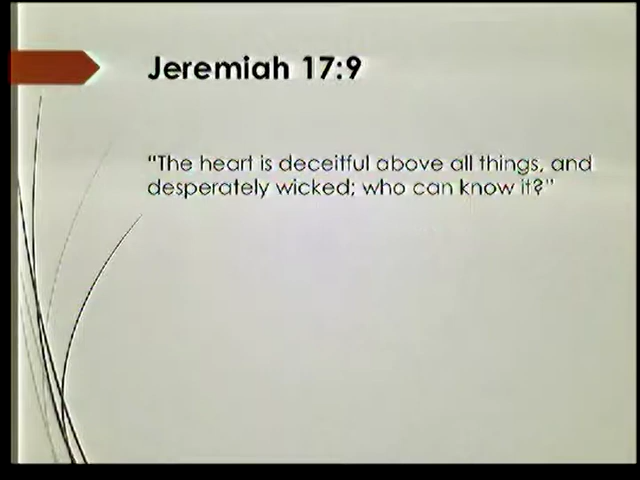 Jeremiah 17:9
"The heart is deceitful above all things, and
desperately wicked; who can know it?"